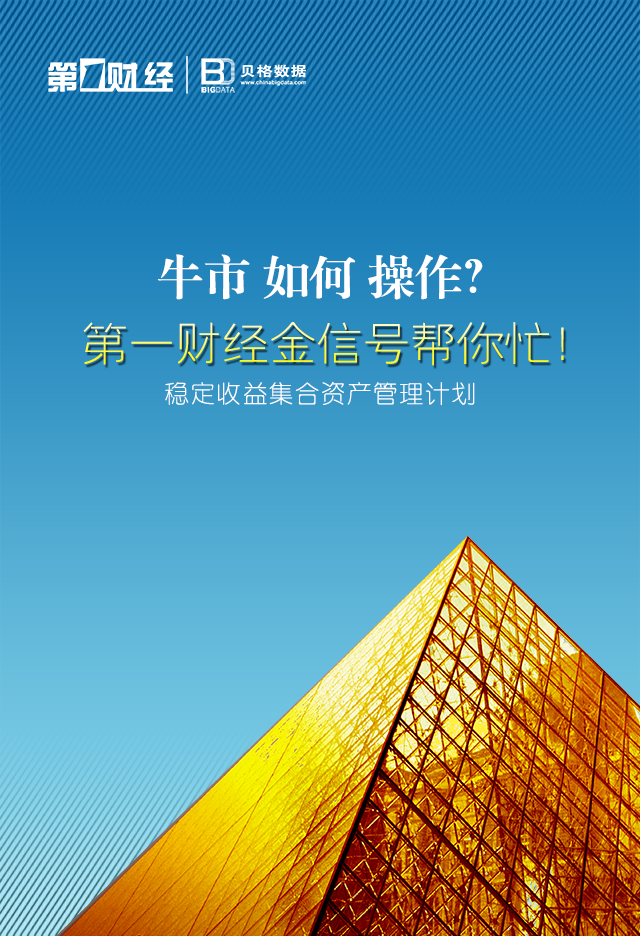 第一财经
BD 贝格数据
BIGDATA www.chinabigdata.com
牛市 如何 操作?
第一财经金信号帮你忙!
稳定收益集合资产管理计划